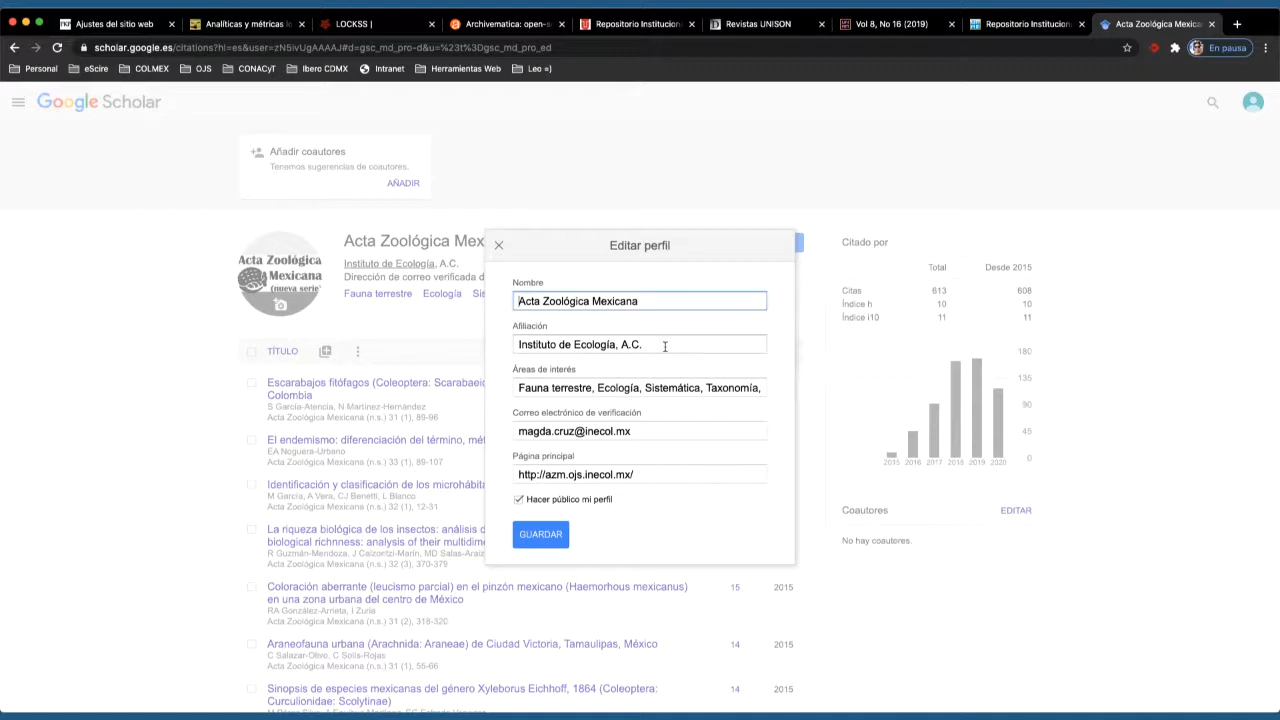 Ajustes del sitio web
Analíticas y métricas lo
LOCKSS |
Archivematica: open-s
Repositorio Institucion
Revistas UNISON
Vol 8, No 16 (2019)
Repositorio Institucion
Acta Zoológica Mexica
scholar.google.es/citations?hl=es&user=zN5ivUgAAAAJ#d=gsc_md_pro-d&u=%23t%3Dgsc_md_pro_ed
En pausa
Personal
eScire
COLMEX
OJS
CONACyT
Ibero CDMX
Intranet
Herramientas Web
Leo =)
Google Scholar
Añadir coautores
Tenemos sugerencias de coautores.
AÑADIR
Acta Zoológica
Mexicana
(nueva serie)
Acta Zoológica Mex
Instituto de Ecología, A.C.
Dirección de correo verificada d
Fauna terrestre Ecología Sis
TÍTULO
Escarabajos fitófagos (Coleoptera: Scarabaeid
Colombia
S García-Atencia, N Martínez-Hernández
Acta Zoológica Mexicana (n.s.) 31 (1), 89-96
El endemismo: diferenciación del término, mét
EA Noguera-Urbano
Acta Zoológica Mexicana (n.s.) 33 (1), 89-107
Identificación y clasificación de los microhábita
M García, A Vera, CJ Benetti, L Blanco
Acta Zoológica Mexicana (n.s.) 32 (1), 12-31
La riqueza biológica de los insectos: análisis d
biological richnness: analysis of their multidime
R Guzmán-Mendoza, J Calzontzi-Marín, MD Salas-Araiz
Acta Zoológica Mexicana (n.s.) 32 (3), 370-379
Coloración aberrante (leucismo parcial) en el pinzón mexicano (Haemorhous mexicanus)
en una zona urbana del centro de México
15 2015
RA González-Arrieta, I Zuria
Acta Zoológica Mexicana (n.s.) 31 (2), 318-320
Araneofauna urbana (Arachnida: Araneae) de Ciudad Victoria, Tamaulipas, México
14 2015
C Salazar-Olivo, C Solís-Rojas
Acta Zoológica Mexicana (n.s.) 31 (1), 55-66
Sinopsis de especies mexicanas del género Xyleborus Eichhoff, 1864 (Coleoptera:
Curculionidae: Scolytinae)
14 2015
Editar perfil
Nombre
Acta Zoológica Mexicana
Afiliación
Instituto de Ecología, A.C.
Áreas de interés
Fauna terrestre, Ecología, Sistemática, Taxonomía,
Correo electrónico de verificación
magda.cruz@inecol.mx
Página principal
http://azm.ojs.inecol.mx/
Hacer público mi perfil
GUARDAR
Citado por
Total Desde 2015
Citas 613 608
Índice h 10 10
Índice i10 11 11
180
135
90
45
0
2015 2016 2017 2018 2019 2020
Coautores
EDITAR
No hay coautores.